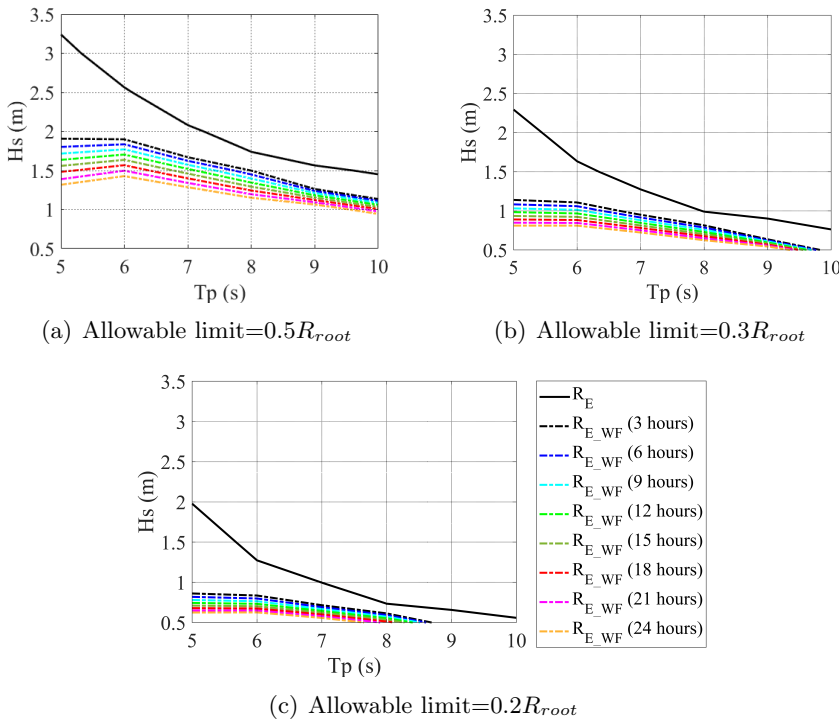 3.5
3
2.5
2
1.5
1
0.5
Hs (m)
5 6 7 8 9 10
Tp (s)
(a) Allowable limit=0.5R_root
3.5
3
2.5
2
1.5
1
0.5
Hs (m)
5 6 7 8 9 10
Tp (s)
(b) Allowable limit=0.3R_root
3.5
3
2.5
2
1.5
1
0.5
Hs (m)
5 6 7 8 9 10
Tp (s)
R_E
R_E_WF (3 hours)
R_E_WF (6 hours)
R_E_WF (9 hours)
R_E_WF (12 hours)
R_E_WF (15 hours)
R_E_WF (18 hours)
R_E_WF (21 hours)
R_E_WF (24 hours)
(c) Allowable limit=0.2R_root